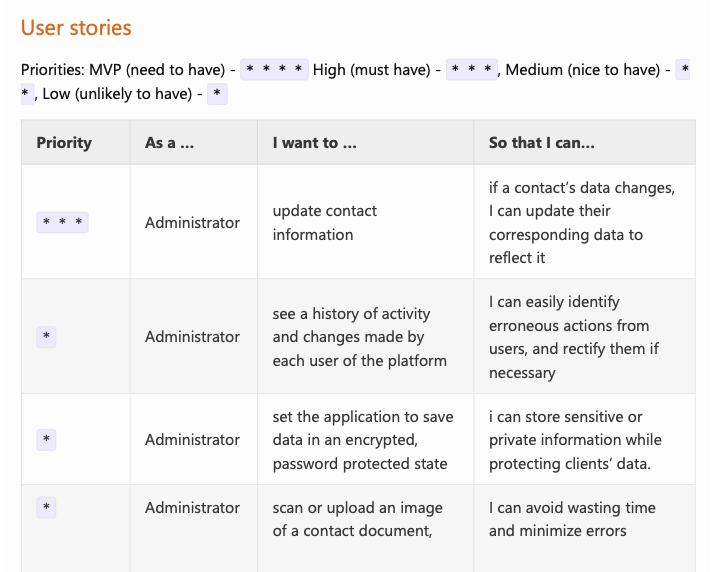 User stories
Priorities: MVP (need to have) - * * * * High (must have) - * * *, Medium (nice to have) - *
*, Low (unlikely to have) - *
Priority As a ... I want to ... So that I can...
* * * Administrator update contact information if a contact’s data changes, I can update their corresponding data to reflect it
* Administrator see a history of activity and changes made by each user of the platform I can easily identify erroneous actions from users, and rectify them if necessary
* Administrator set the application to save data in an encrypted, password protected state i can store sensitive or private information while protecting clients’ data.
* Administrator scan or upload an image of a contact document, I can avoid wasting time and minimize errors